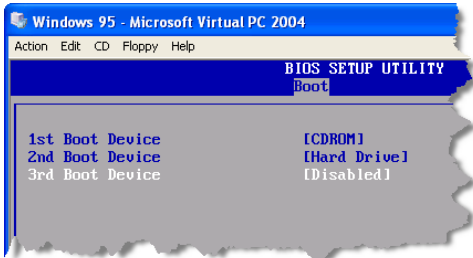 Windows 95 - Microsoft Virtual PC 2004
Action Edit CD Floppy Help
BIOS SETUP UTILITY
Boot
1st Boot Device [CDROM]
2nd Boot Device [Hard Drive]
3rd Boot Device [Disabled]